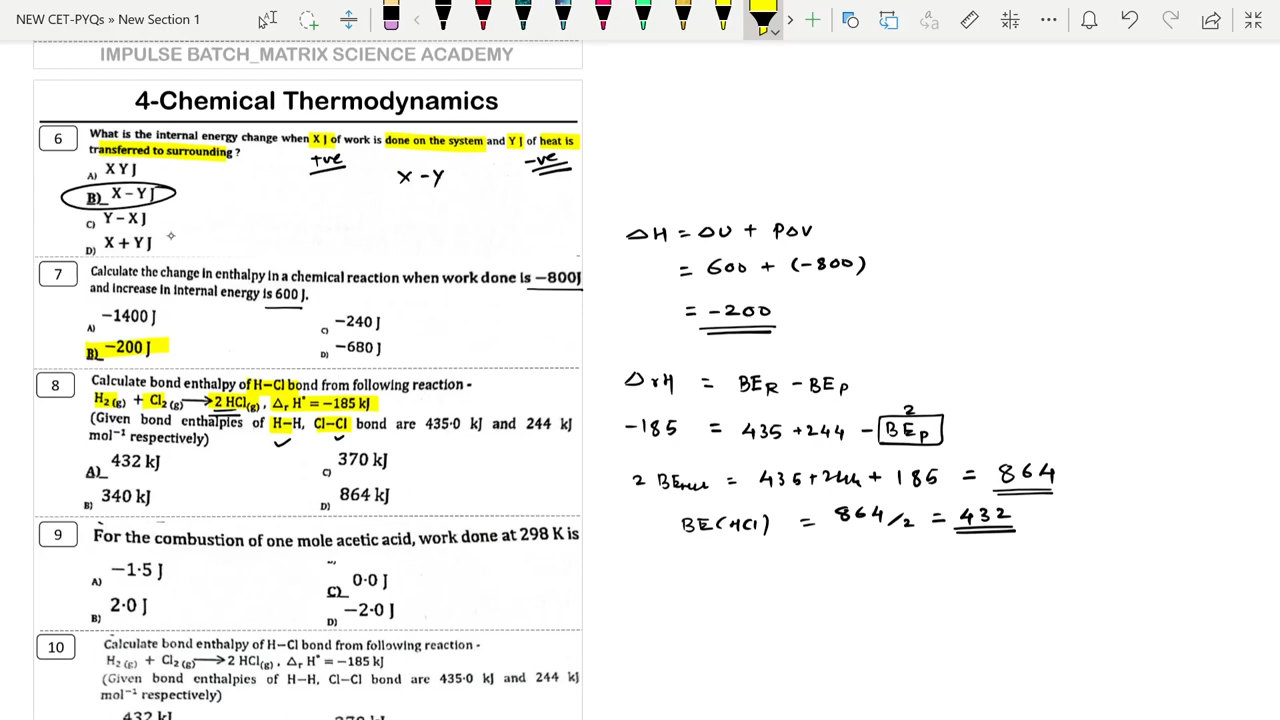 NEW CET-PYQs » New Section 1
IMPULSE BATCH_MATRIX SCIENCE ACADEMY
4-Chemical Thermodynamics
6
What is the internal energy change when X J of work is done on the system and Y J of heat is
transferred to surrounding ?
+ve
-ve
X - Y
A) X Y J
B) X – Y J
C) Y – X J
D) X + Y J
7
Calculate the change in enthalpy in a chemical reaction when work done is −800J
and increase in internal energy is 600 J.
A) −1400 J
C) −240 J
B) −200 J
D) −680 J
8
Calculate bond enthalpy of H−Cl bond from following reaction -
H₂(g) + Cl₂(g) ⟶ 2 HCl(g), Δr H° = −185 kJ
(Given bond enthalpies of H−H, Cl−Cl bond are 435·0 kJ and 244 kJ
mol⁻¹ respectively)
A) 432 kJ
C) 370 kJ
B) 340 kJ
D) 864 kJ
9
For the combustion of one mole acetic acid, work done at 298 K is
A) −1·5 J
C) 0·0 J
B) 2·0 J
D) −2·0 J
10
Calculate bond enthalpy of H−Cl bond from following reaction -
H₂(g) + Cl₂(g) ⟶ 2 HCl(g), Δr H° = −185 kJ
(Given bond enthalpies of H−H, Cl−Cl bond are 435·0 kJ and 244 kJ
mol⁻¹ respectively)
432 kJ
370 kJ
ΔH = ΔU + PΔV
= 600 + (-800)
= -200
ΔrH = BER - BEP
-185 = 435 + 244 - 2 BEP
2 BE = 435 + 244 + 185 = 864
BE(HCl) = 864/2 = 432